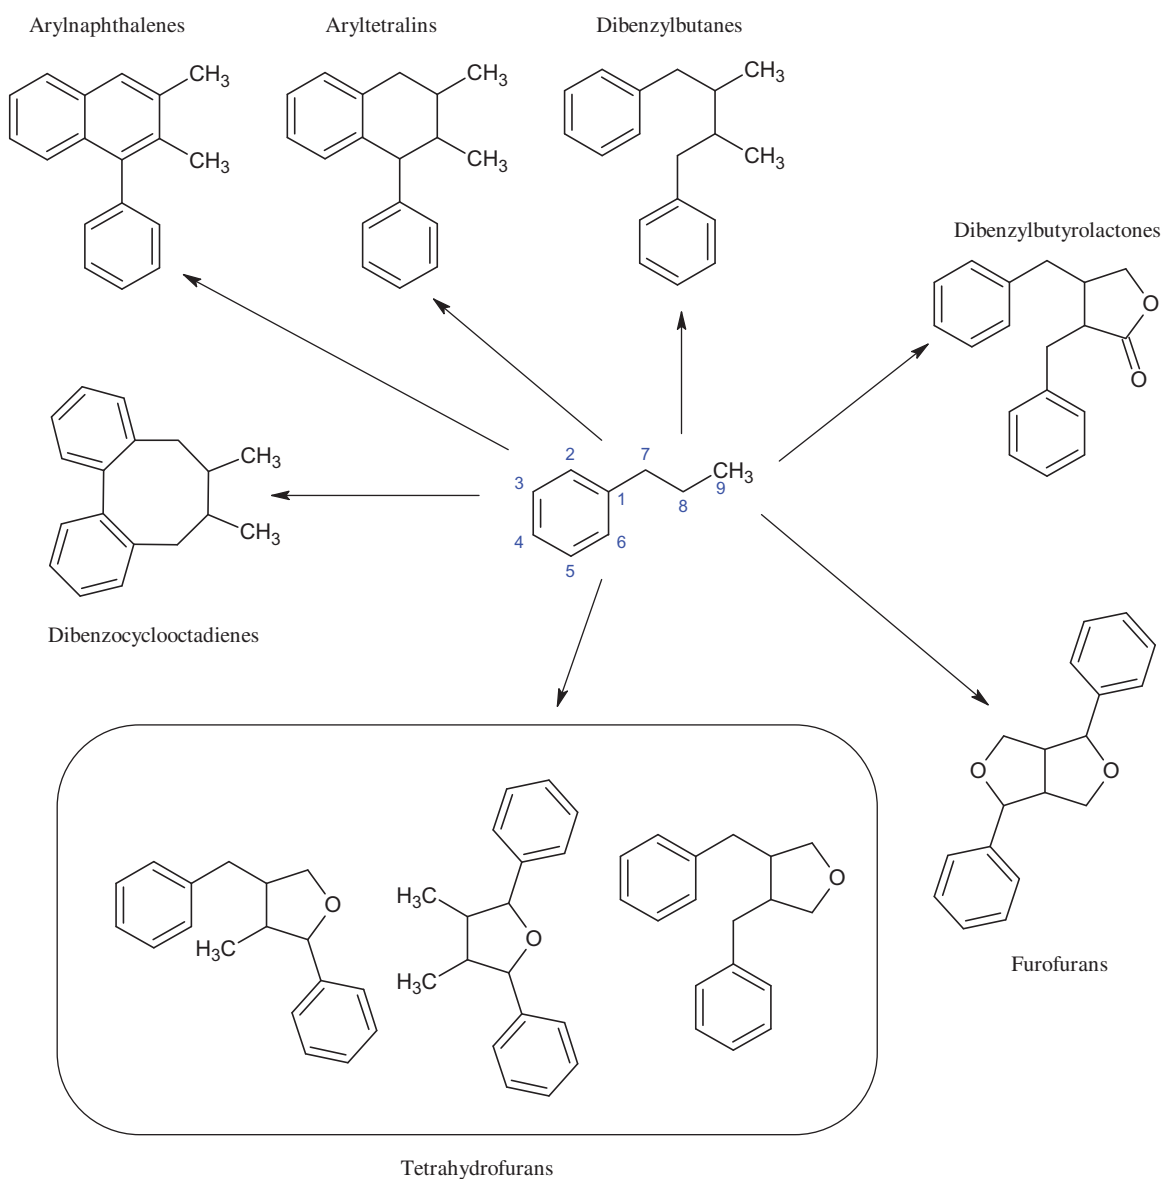 Arylnaphthalenes
Aryltetralins
Dibenzylbutanes
CH3
CH3
CH3
CH3
CH3
CH3
Dibenzylbutyrolactones
O
O
CH3
CH3
Dibenzocyclooctadienes
2
7
CH3
3
1
8
9
4
6
5
O
O
Furofurans
O
H3C
H3C
O
H3C
O
Tetrahydrofurans